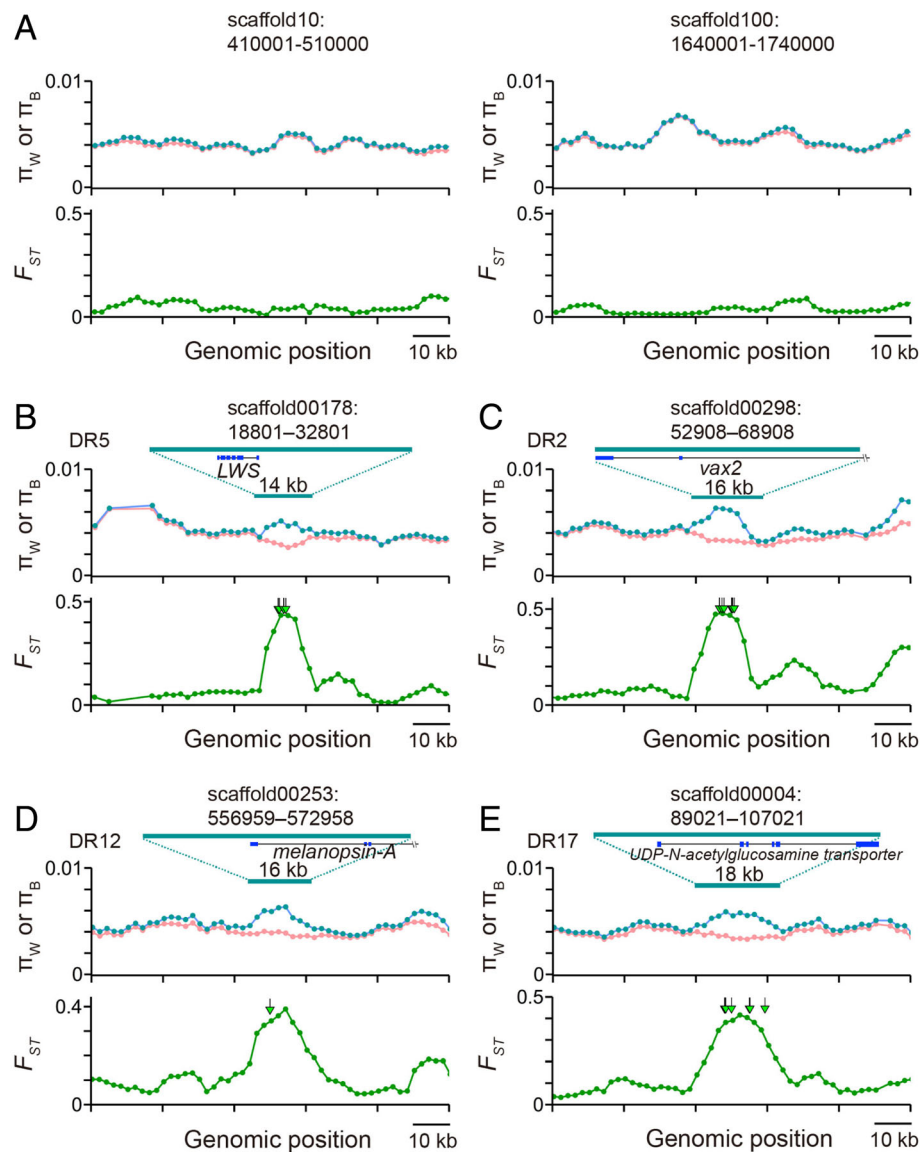 A
scaffold10:
410001-510000
0.01
0
πW or πB
0.5
0
FST
Genomic position
10 kb
scaffold100:
1640001-1740000
0.01
0
πW or πB
0.5
0
FST
Genomic position
10 kb
B
DR5
scaffold00178:
18801–32801
LWS
14 kb
0.01
0
πW or πB
0.5
0
FST
Genomic position
10 kb
C
DR2
scaffold00298:
52908–68908
vax2
16 kb
0.01
0
πW or πB
0.5
0
FST
Genomic position
10 kb
D
DR12
scaffold00253:
556959–572958
melanopsin-A
16 kb
0.01
0
πW or πB
0.4
0
FST
Genomic position
10 kb
E
DR17
scaffold00004:
89021–107021
UDP-N-acetylglucosamine transporter
18 kb
0.01
0
πW or πB
0.5
0
FST
Genomic position
10 kb